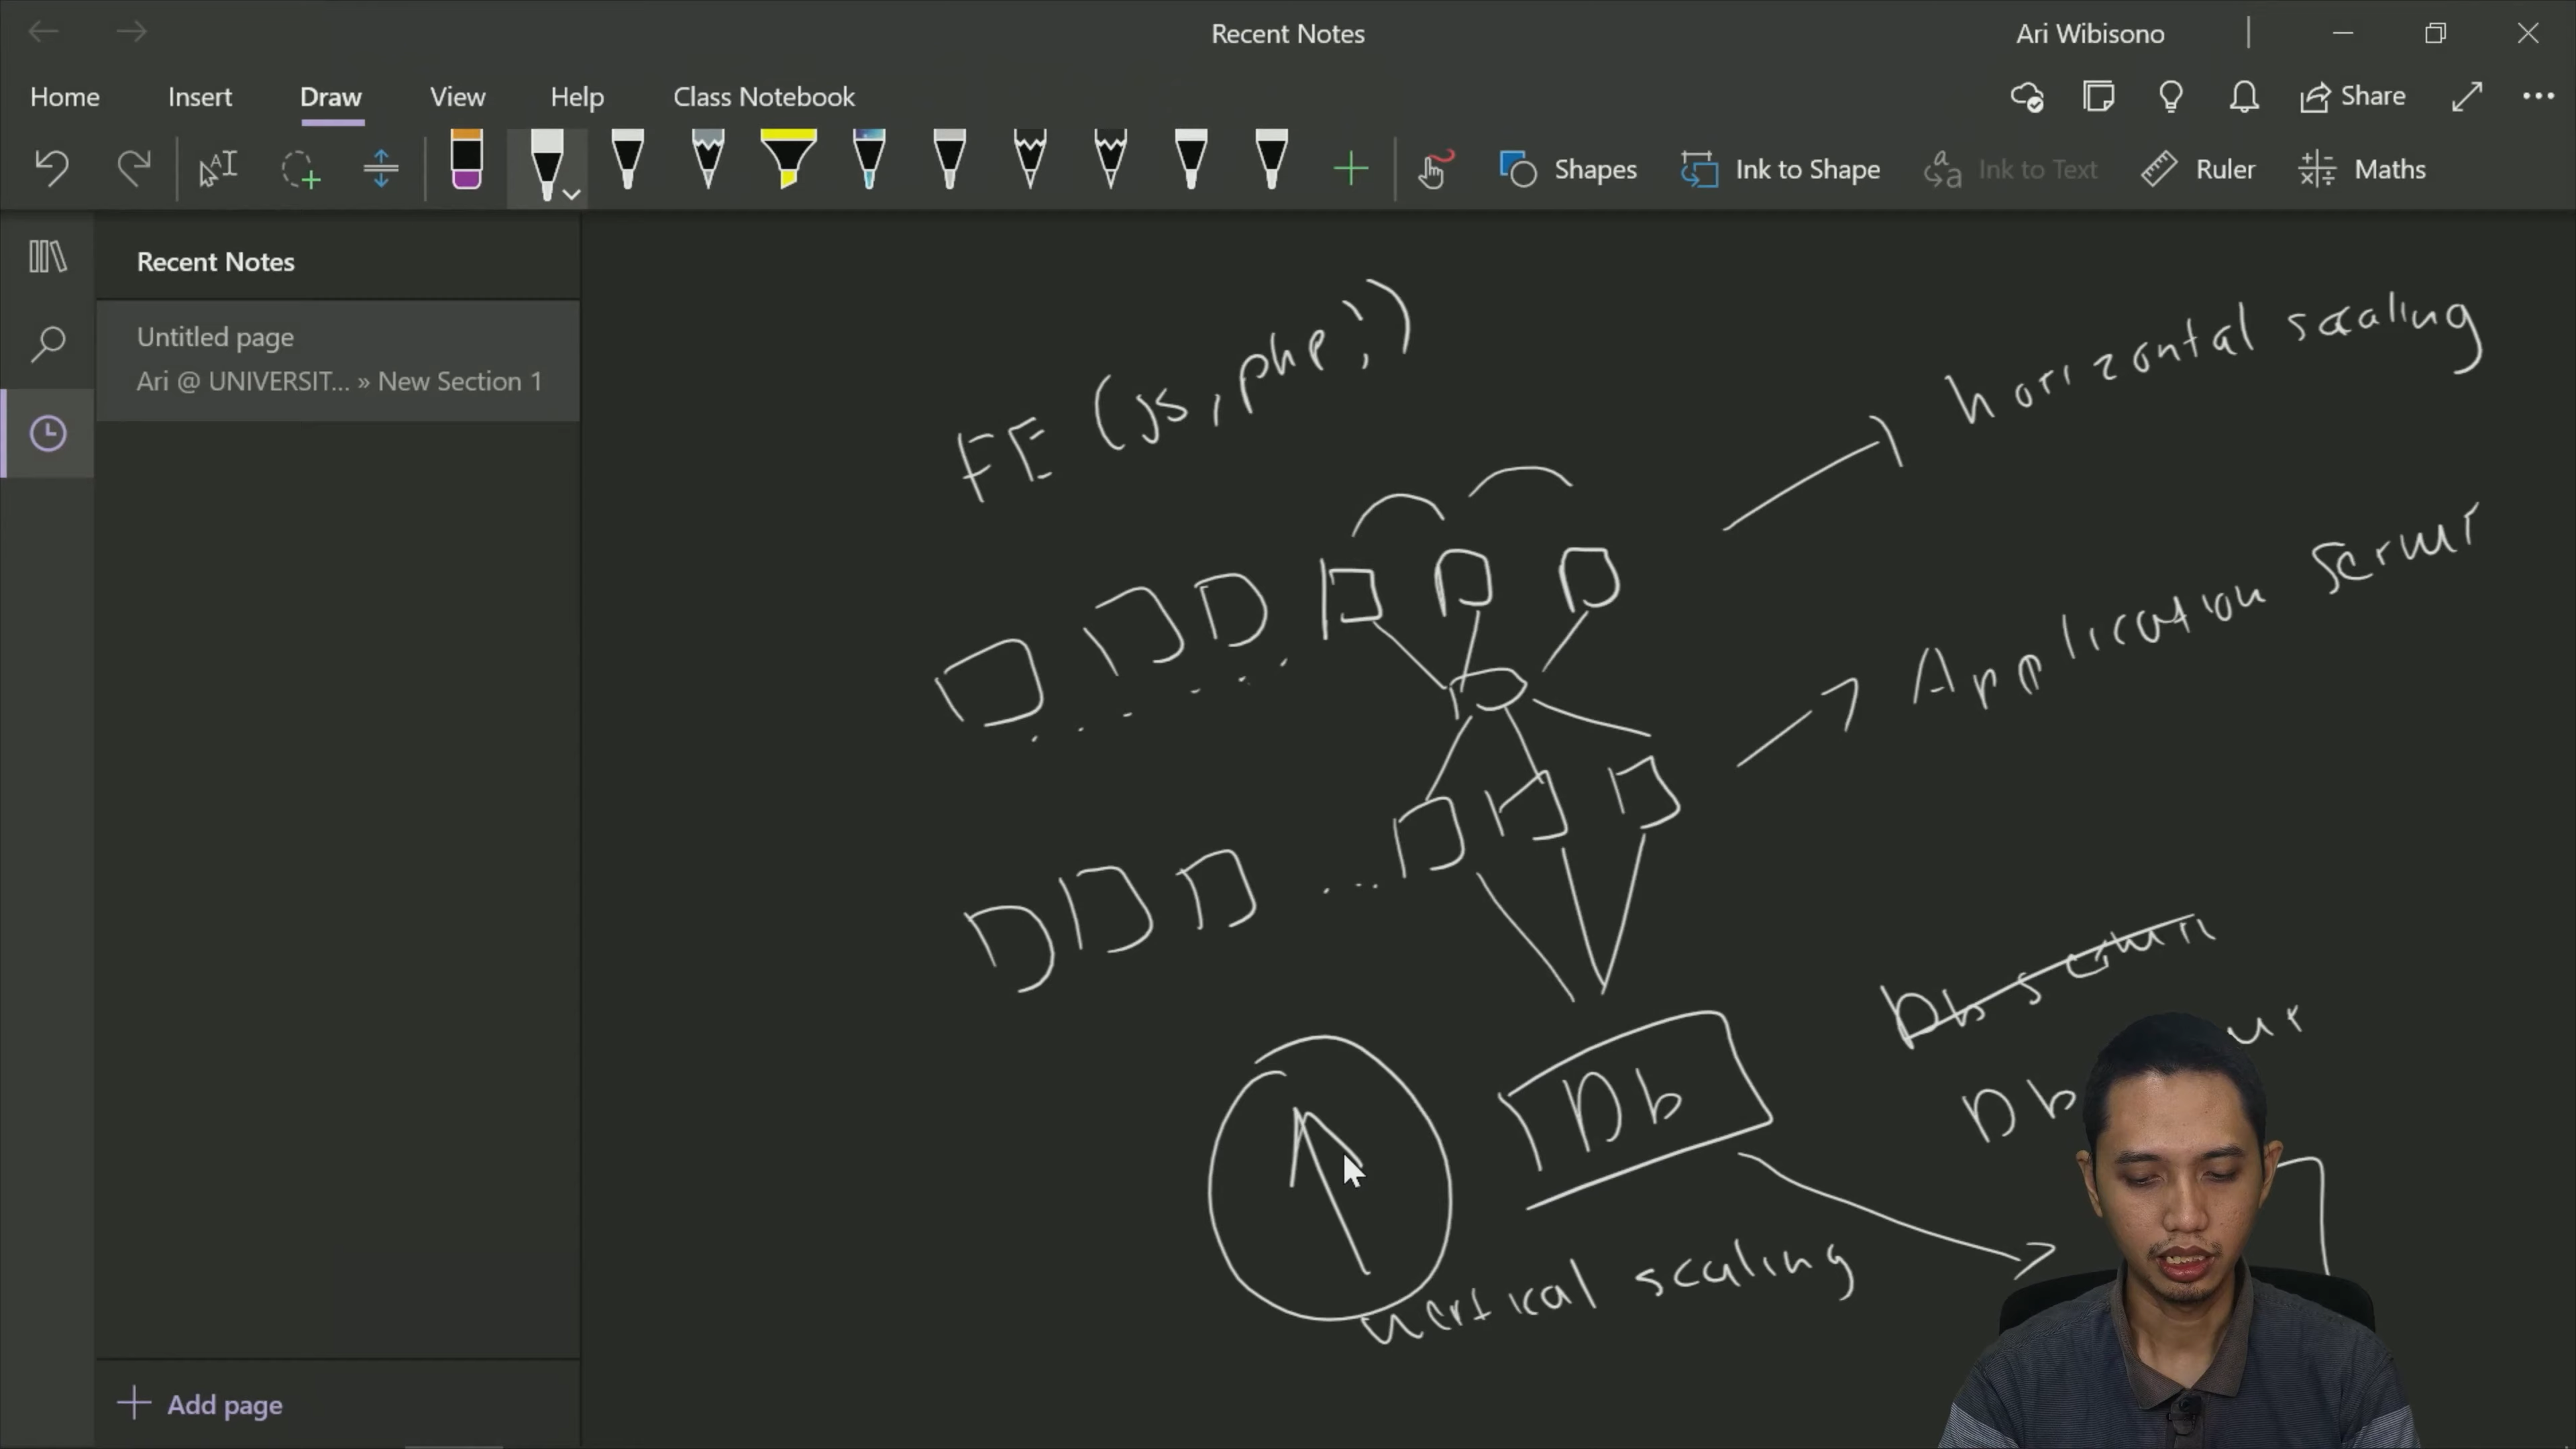 Recent Notes
Ari Wibisono
Home Insert Draw View Help Class Notebook
Share
Shapes Ink to Shape Ink to Text Ruler Maths
Recent Notes
Untitled page
Ari @ UNIVERSIT... » New Section 1
FE (js, php,
horizontal scaling
Application Server
Db
Db
vertical scaling
Add page